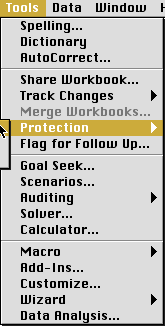 Tools Data Window
Spelling...
Dictionary
AutoCorrect...
Share Workbook...
Track Changes
Merge Workbooks...
Protection
Flag for Follow Up...
Goal Seek...
Scenarios...
Auditing
Solver...
Calculator...
Macro
Add-Ins...
Customize...
Wizard
Data Analysis...